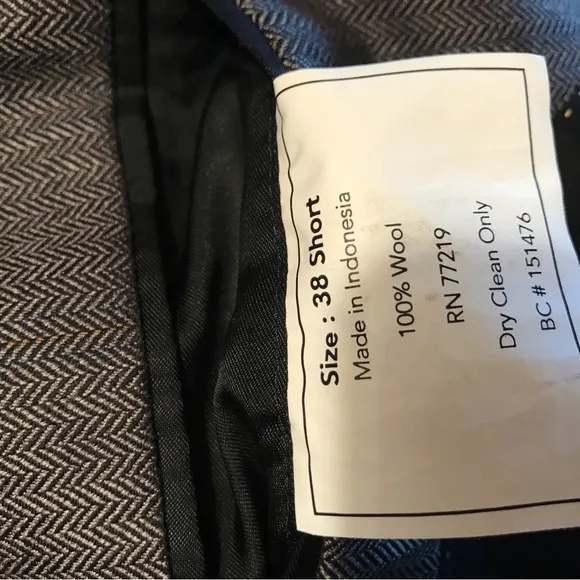 Size : 38 Short
Made in Indonesia
100% Wool
RN 77219
Dry Clean Only
BC # 151476